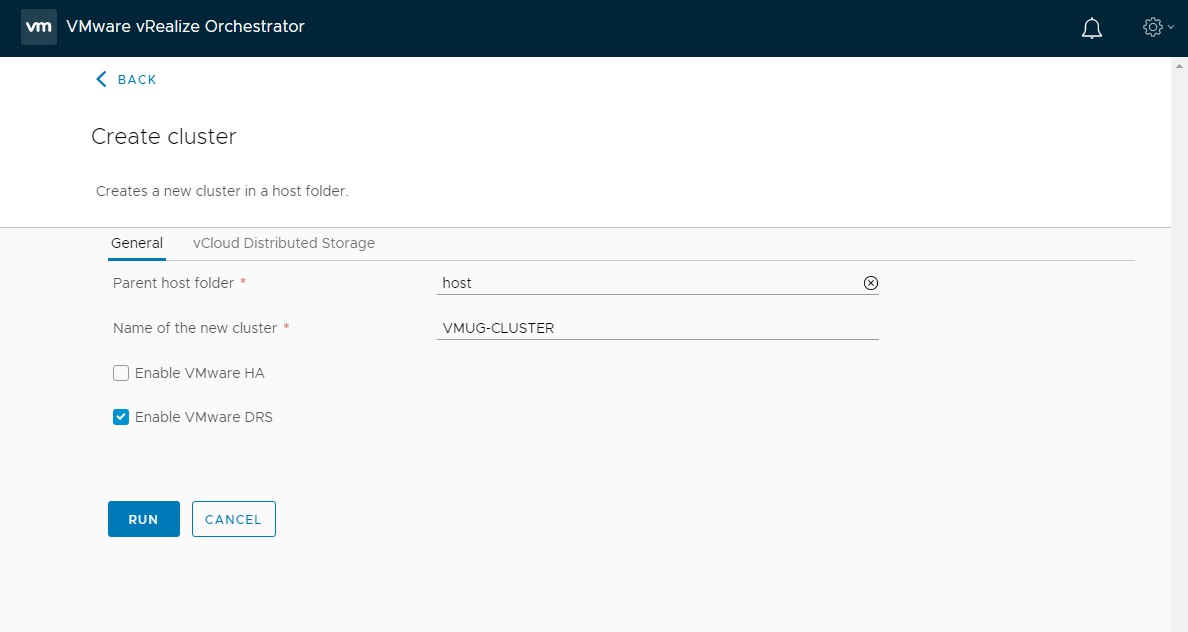 vm VMware vRealize Orchestrator
BACK
Create cluster
Creates a new cluster in a host folder.
General vCloud Distributed Storage
Parent host folder * host
Name of the new cluster * VMUG-CLUSTER
Enable VMware HA
Enable VMware DRS
RUN CANCEL